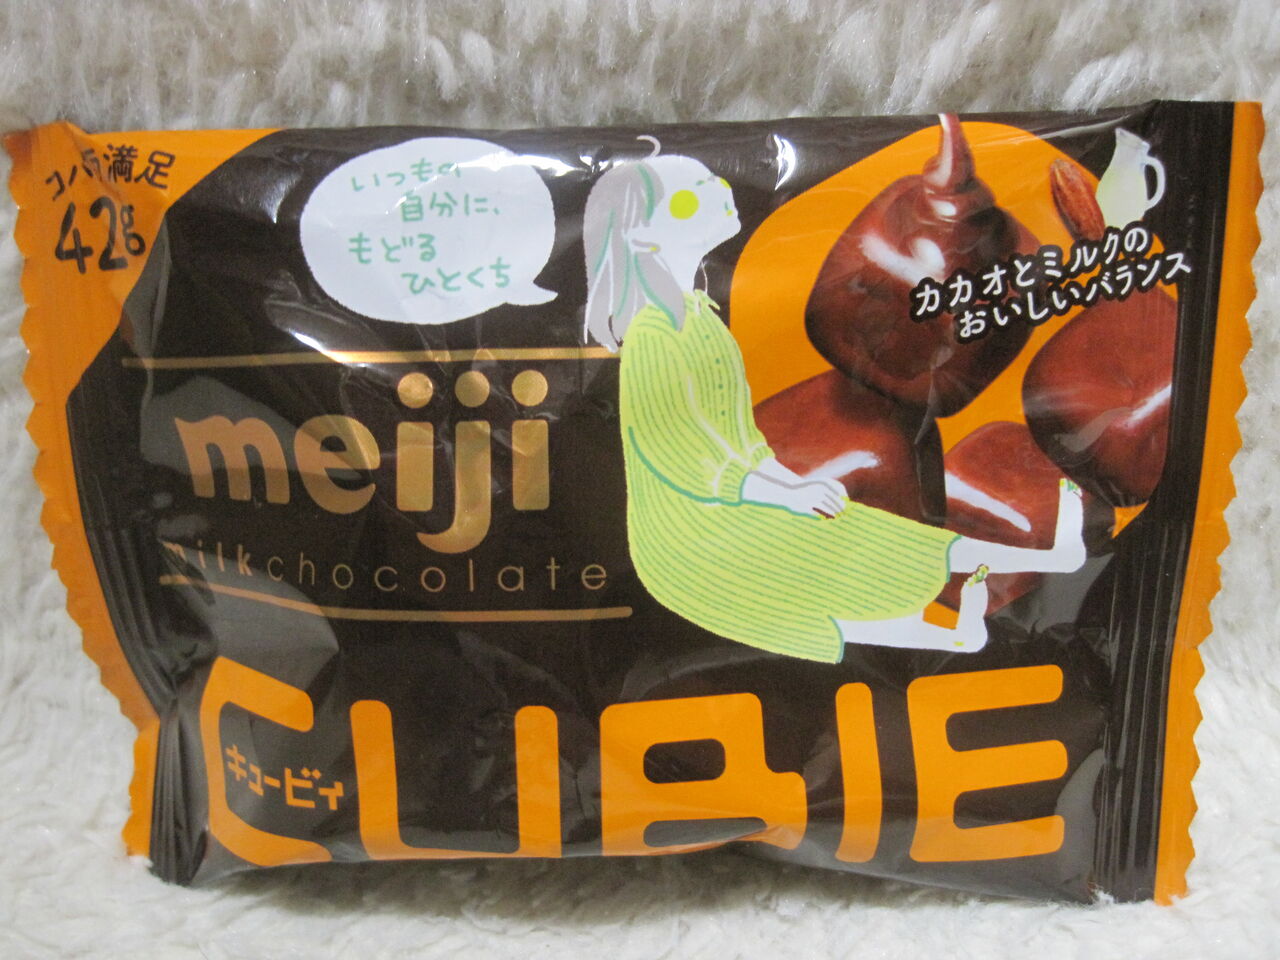 コバラ満足
42g
いつもの
自分に、
もどる
ひとくち
カカオとミルクの
おいしいバランス
meiji
milkchocolate
CUBIE
キュービィ